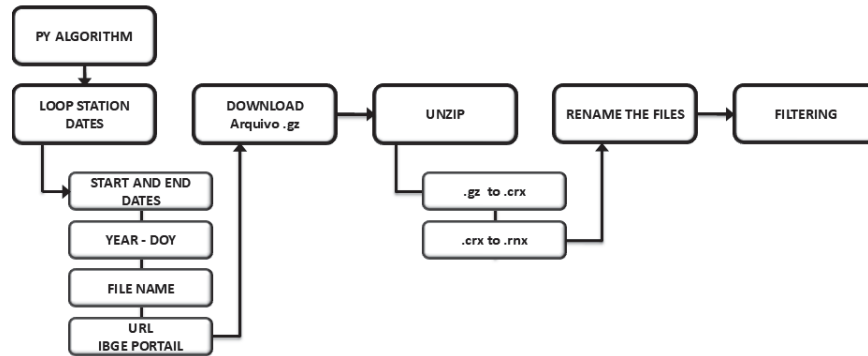 PY ALGORITHM
LOOP STATION
DATES
START AND END
DATES
YEAR - DOY
FILE NAME
URL
IBGE PORTAIL
DOWNLOAD
Arquivo .gz
UNZIP
.gz to .crx
.crx to .rnx
RENAME THE FILES
FILTERING